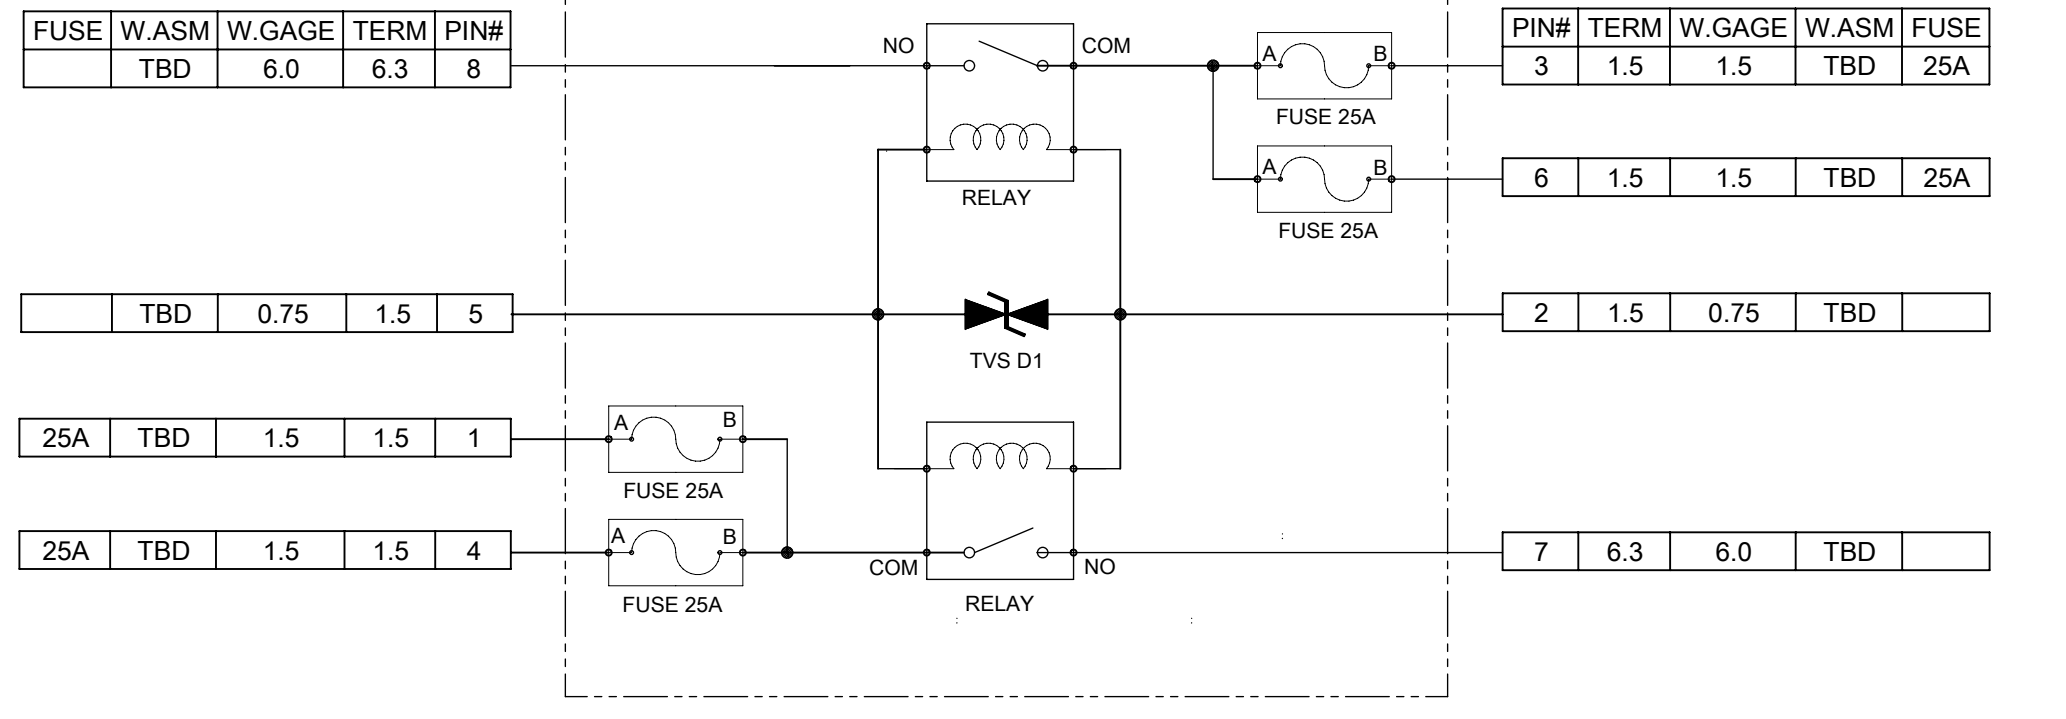 FUSE W.ASM W.GAGE TERM PIN#
TBD 6.0 6.3 8
NO COM
A B
FUSE 25A
PIN# TERM W.GAGE W.ASM FUSE
3 1.5 1.5 TBD 25A
RELAY
A B
FUSE 25A
6 1.5 1.5 TBD 25A
TBD 0.75 1.5 5
TVS D1
2 1.5 0.75 TBD
25A TBD 1.5 1.5 1
A B
FUSE 25A
25A TBD 1.5 1.5 4
A B
FUSE 25A
COM NO
RELAY
7 6.3 6.0 TBD